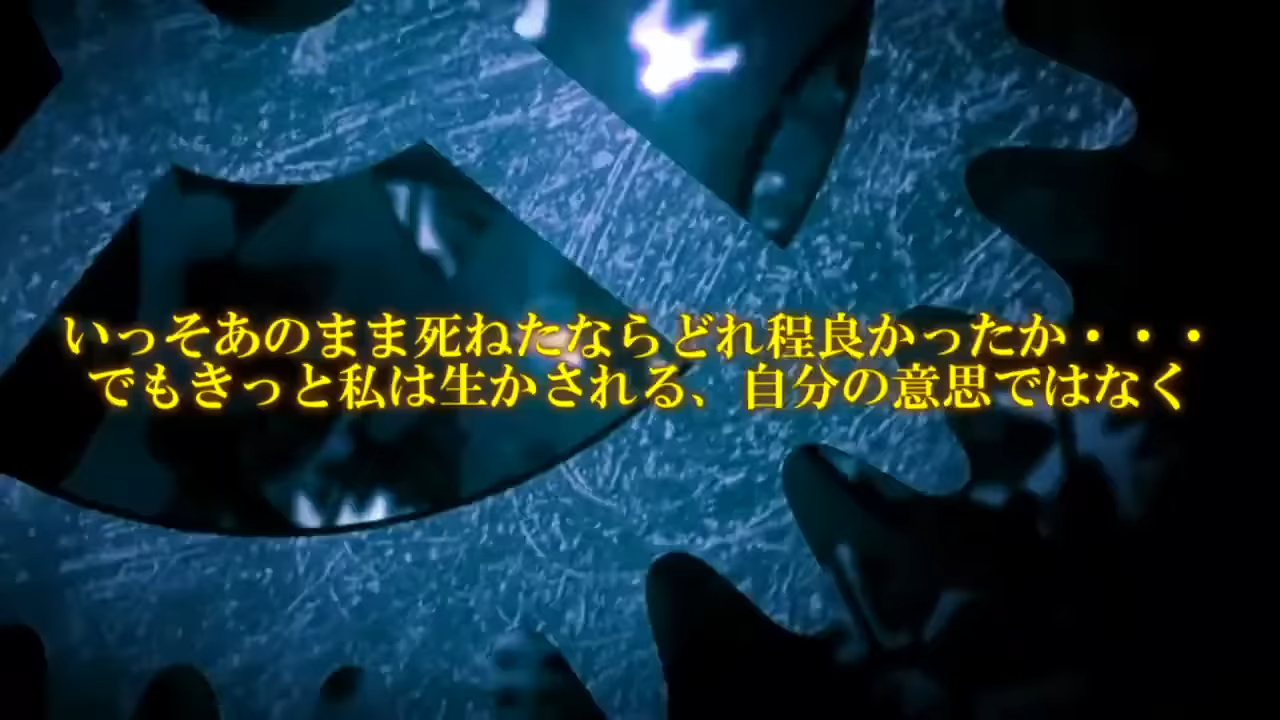 いっそあのまま死ねたならどれ程良かったか・・・
でもきっと私は生かされる、自分の意思ではなく